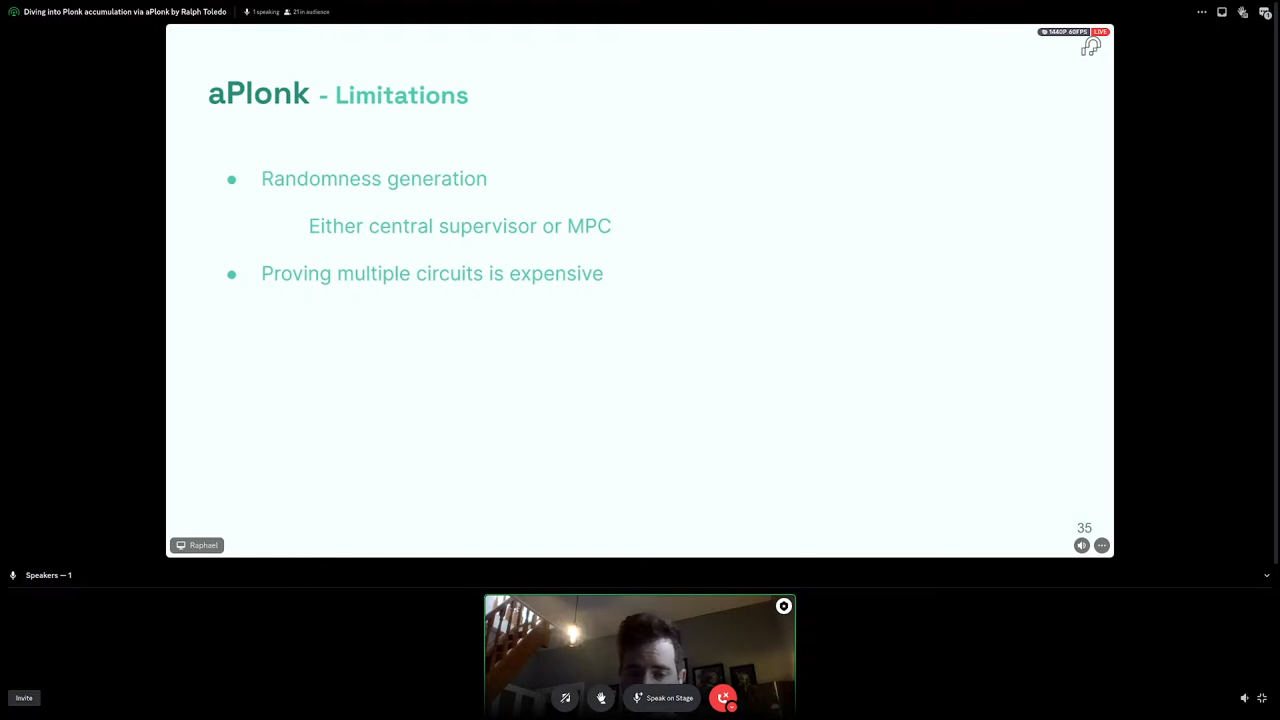 Diving into Plonk accumulation via aPlonk by Ralph Toledo
1 speaking
21 in audience
1440P 60FPS
LIVE
aPlonk - Limitations
● Randomness generation
Either central supervisor or MPC
● Proving multiple circuits is expensive
35
Raphael
Speakers — 1
Speak on Stage
Invite